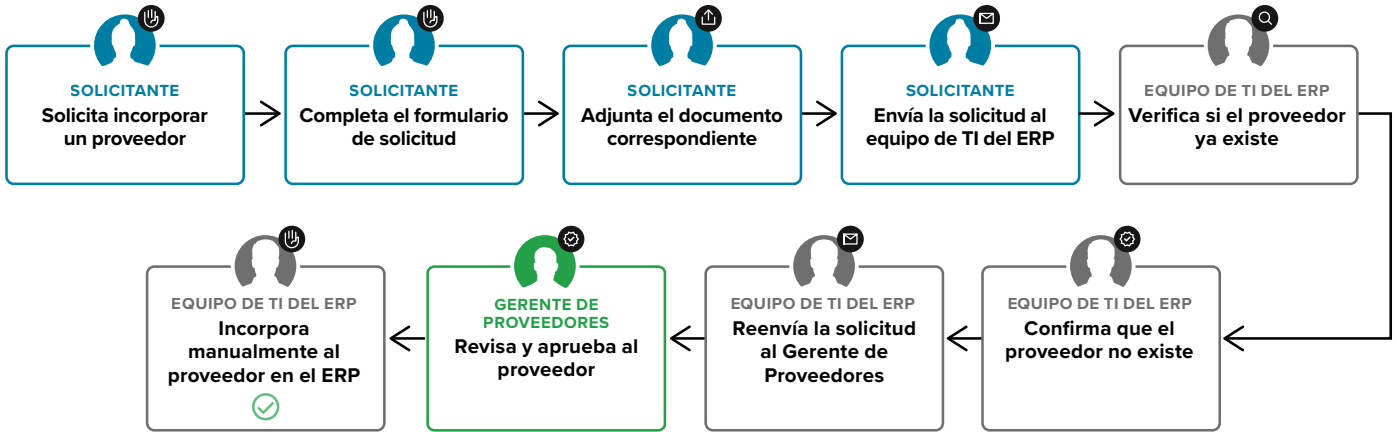 SOLICITANTE
Solicita incorporar
un proveedor
SOLICITANTE
Completa el formulario
de solicitud
SOLICITANTE
Adjunta el documento
correspondiente
SOLICITANTE
Envía la solicitud al
equipo de TI del ERP
EQUIPO DE TI DEL ERP
Verifica si el proveedor
ya existe
EQUIPO DE TI DEL ERP
Confirma que el
proveedor no existe
EQUIPO DE TI DEL ERP
Reenvía la solicitud
al Gerente de
Proveedores
GERENTE DE
PROVEEDORES
Revisa y aprueba al
proveedor
EQUIPO DE TI DEL ERP
Incorpora
manualmente al
proveedor en el ERP